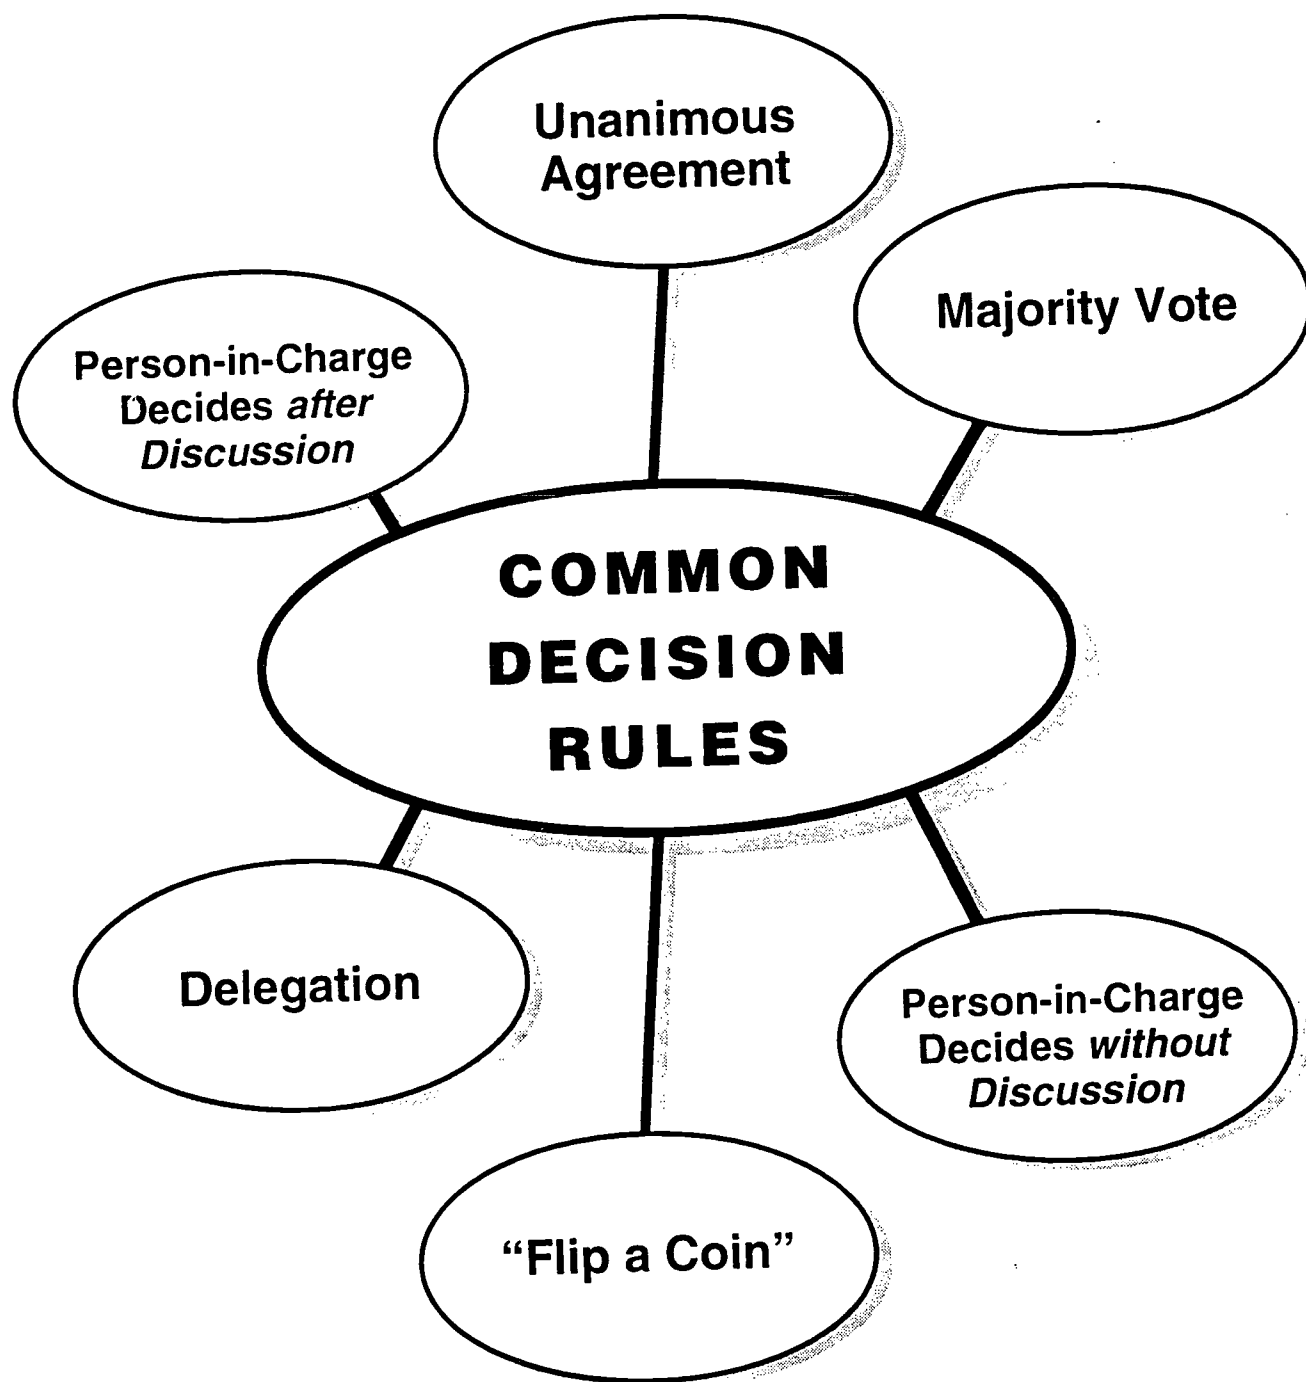 Unanimous
Agreement
Majority Vote
Person-in-Charge
Decides after
Discussion
COMMON
DECISION
RULES
Delegation
Person-in-Charge
Decides without
Discussion
“Flip a Coin”